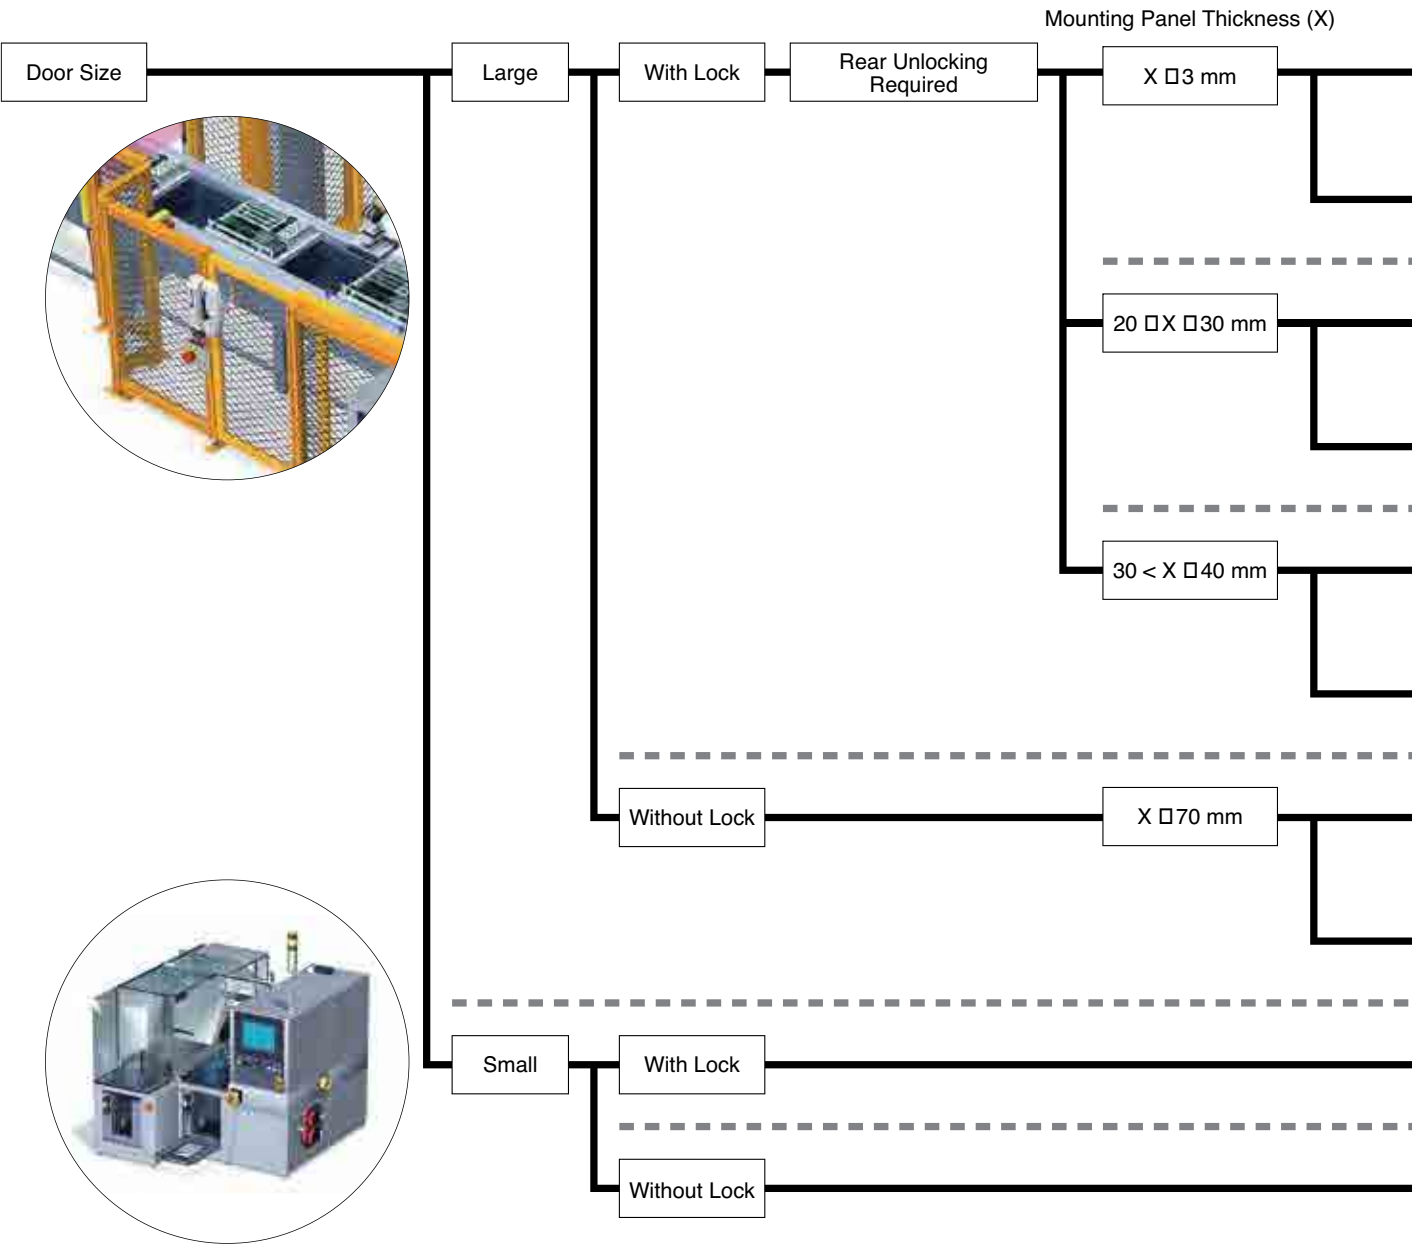 Mounting Panel Thickness (X)
Door Size
Large
With Lock
Rear Unlocking
Required
X □3 mm
20 □X □30 mm
30 < X □40 mm
Without Lock
X □70 mm
Small
With Lock
Without Lock